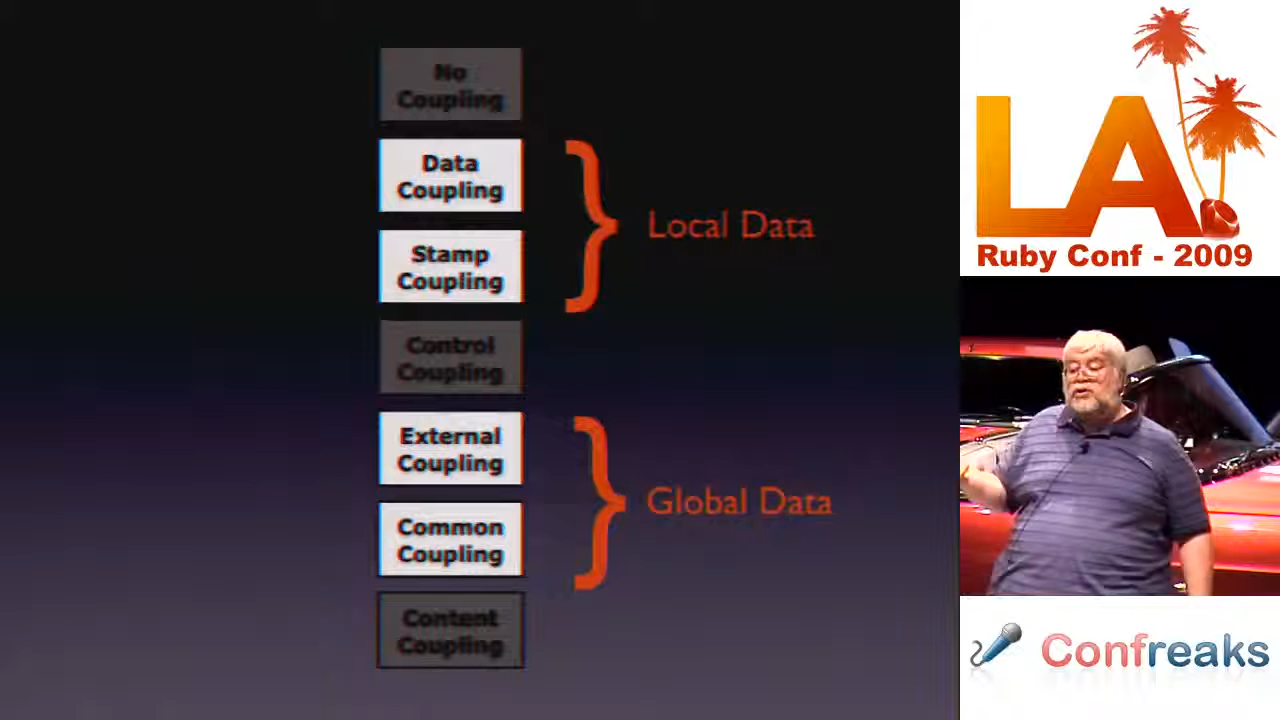 No
Coupling
Data
Coupling
Stamp
Coupling
Local Data
Control
Coupling
External
Coupling
Common
Coupling
Global Data
Content
Coupling
LA
Ruby Conf - 2009
Confreaks